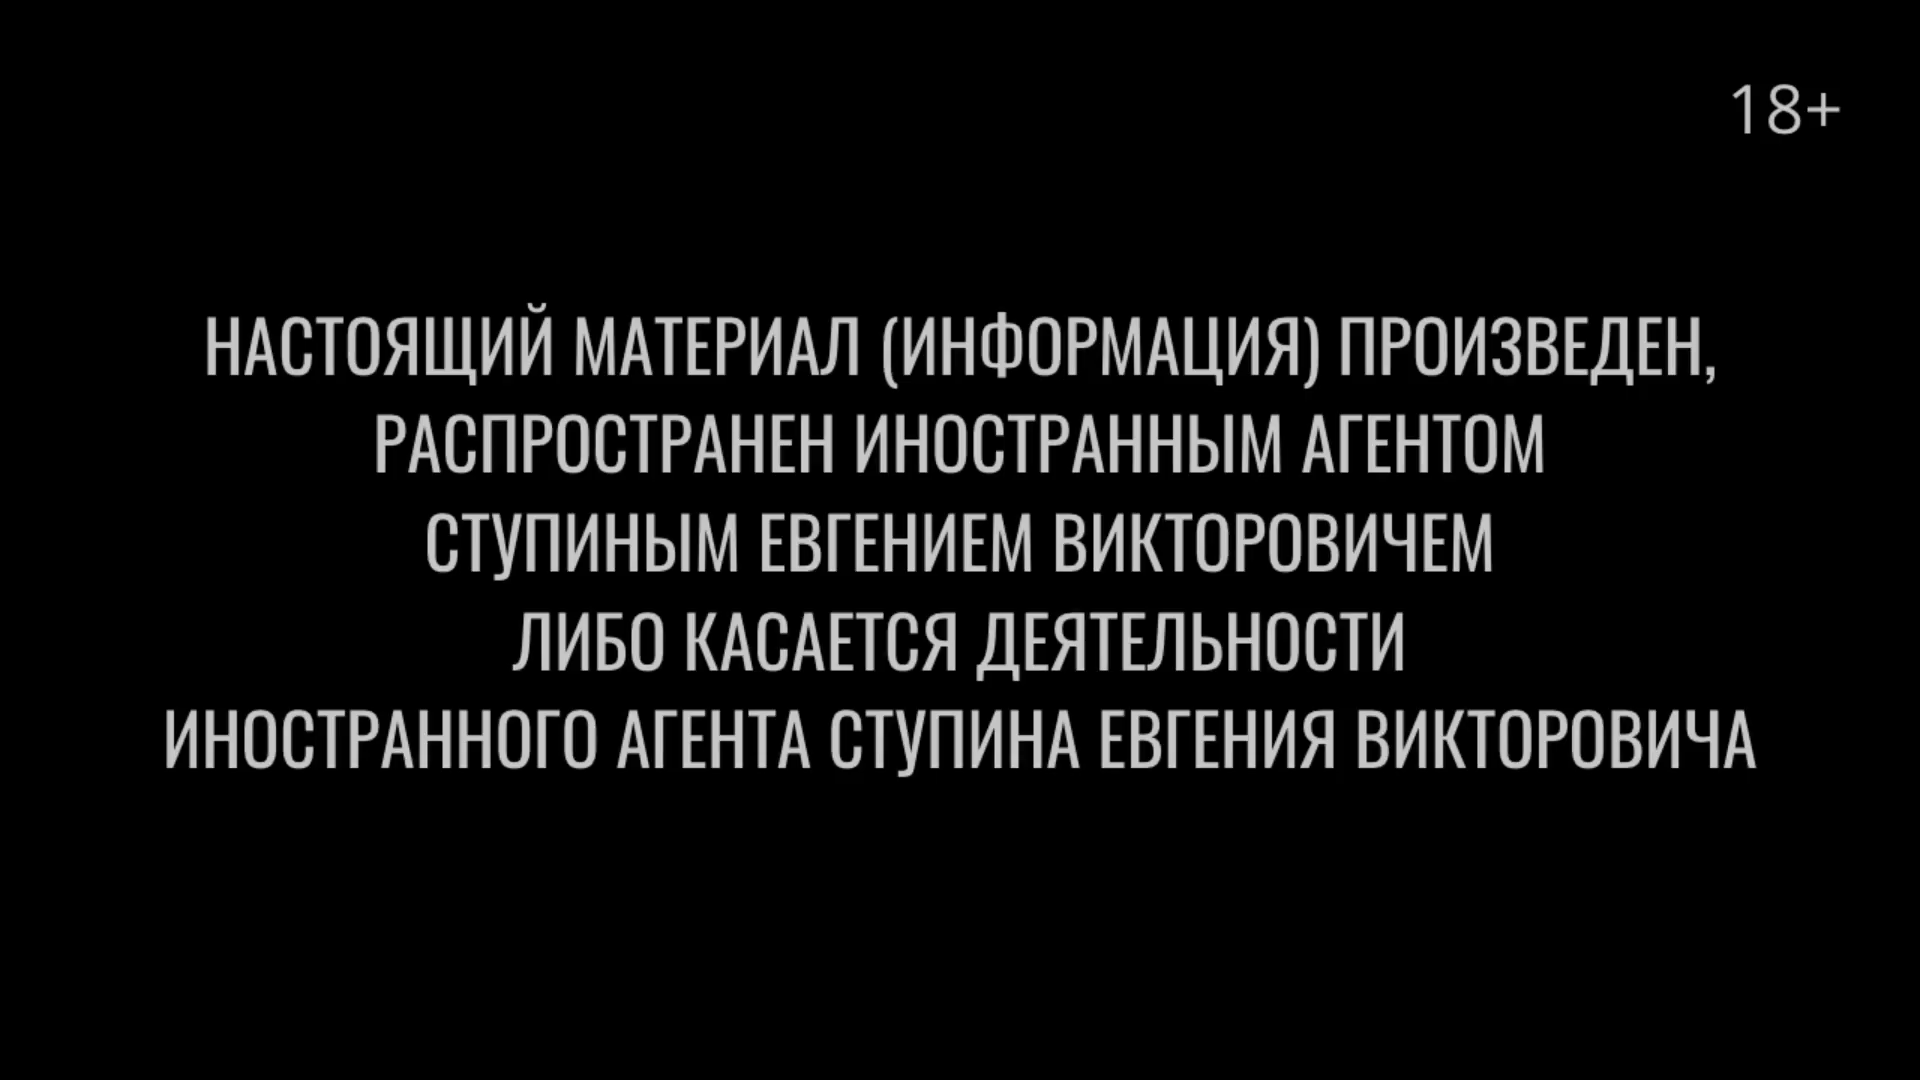 18+
НАСТОЯЩИЙ МАТЕРИАЛ (ИНФОРМАЦИЯ) ПРОИЗВЕДЕН,
РАСПРОСТРАНЕН ИНОСТРАННЫМ АГЕНТОМ
СТУПИНЫМ ЕВГЕНИЕМ ВИКТОРОВИЧЕМ
ЛИБО КАСАЕТСЯ ДЕЯТЕЛЬНОСТИ
ИНОСТРАННОГО АГЕНТА СТУПИНА ЕВГЕНИЯ ВИКТОРОВИЧА